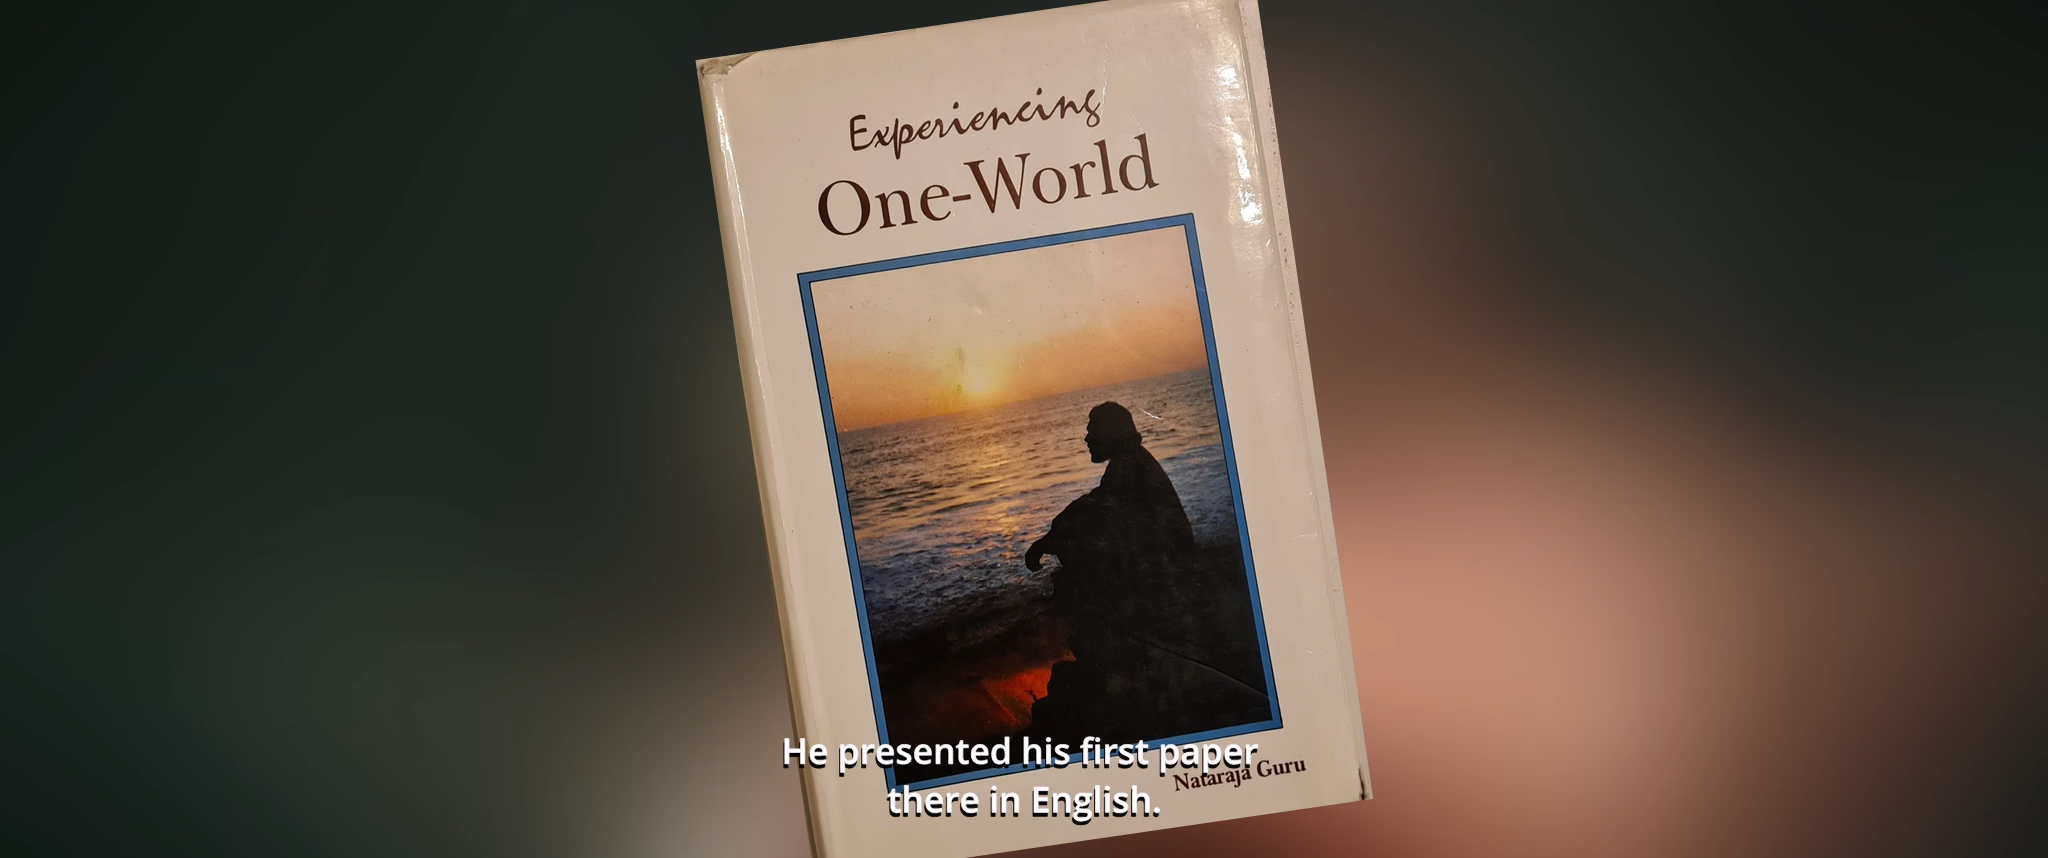 Experiencing
One-World
Nataraja Guru
He presented his first paper
there in English.